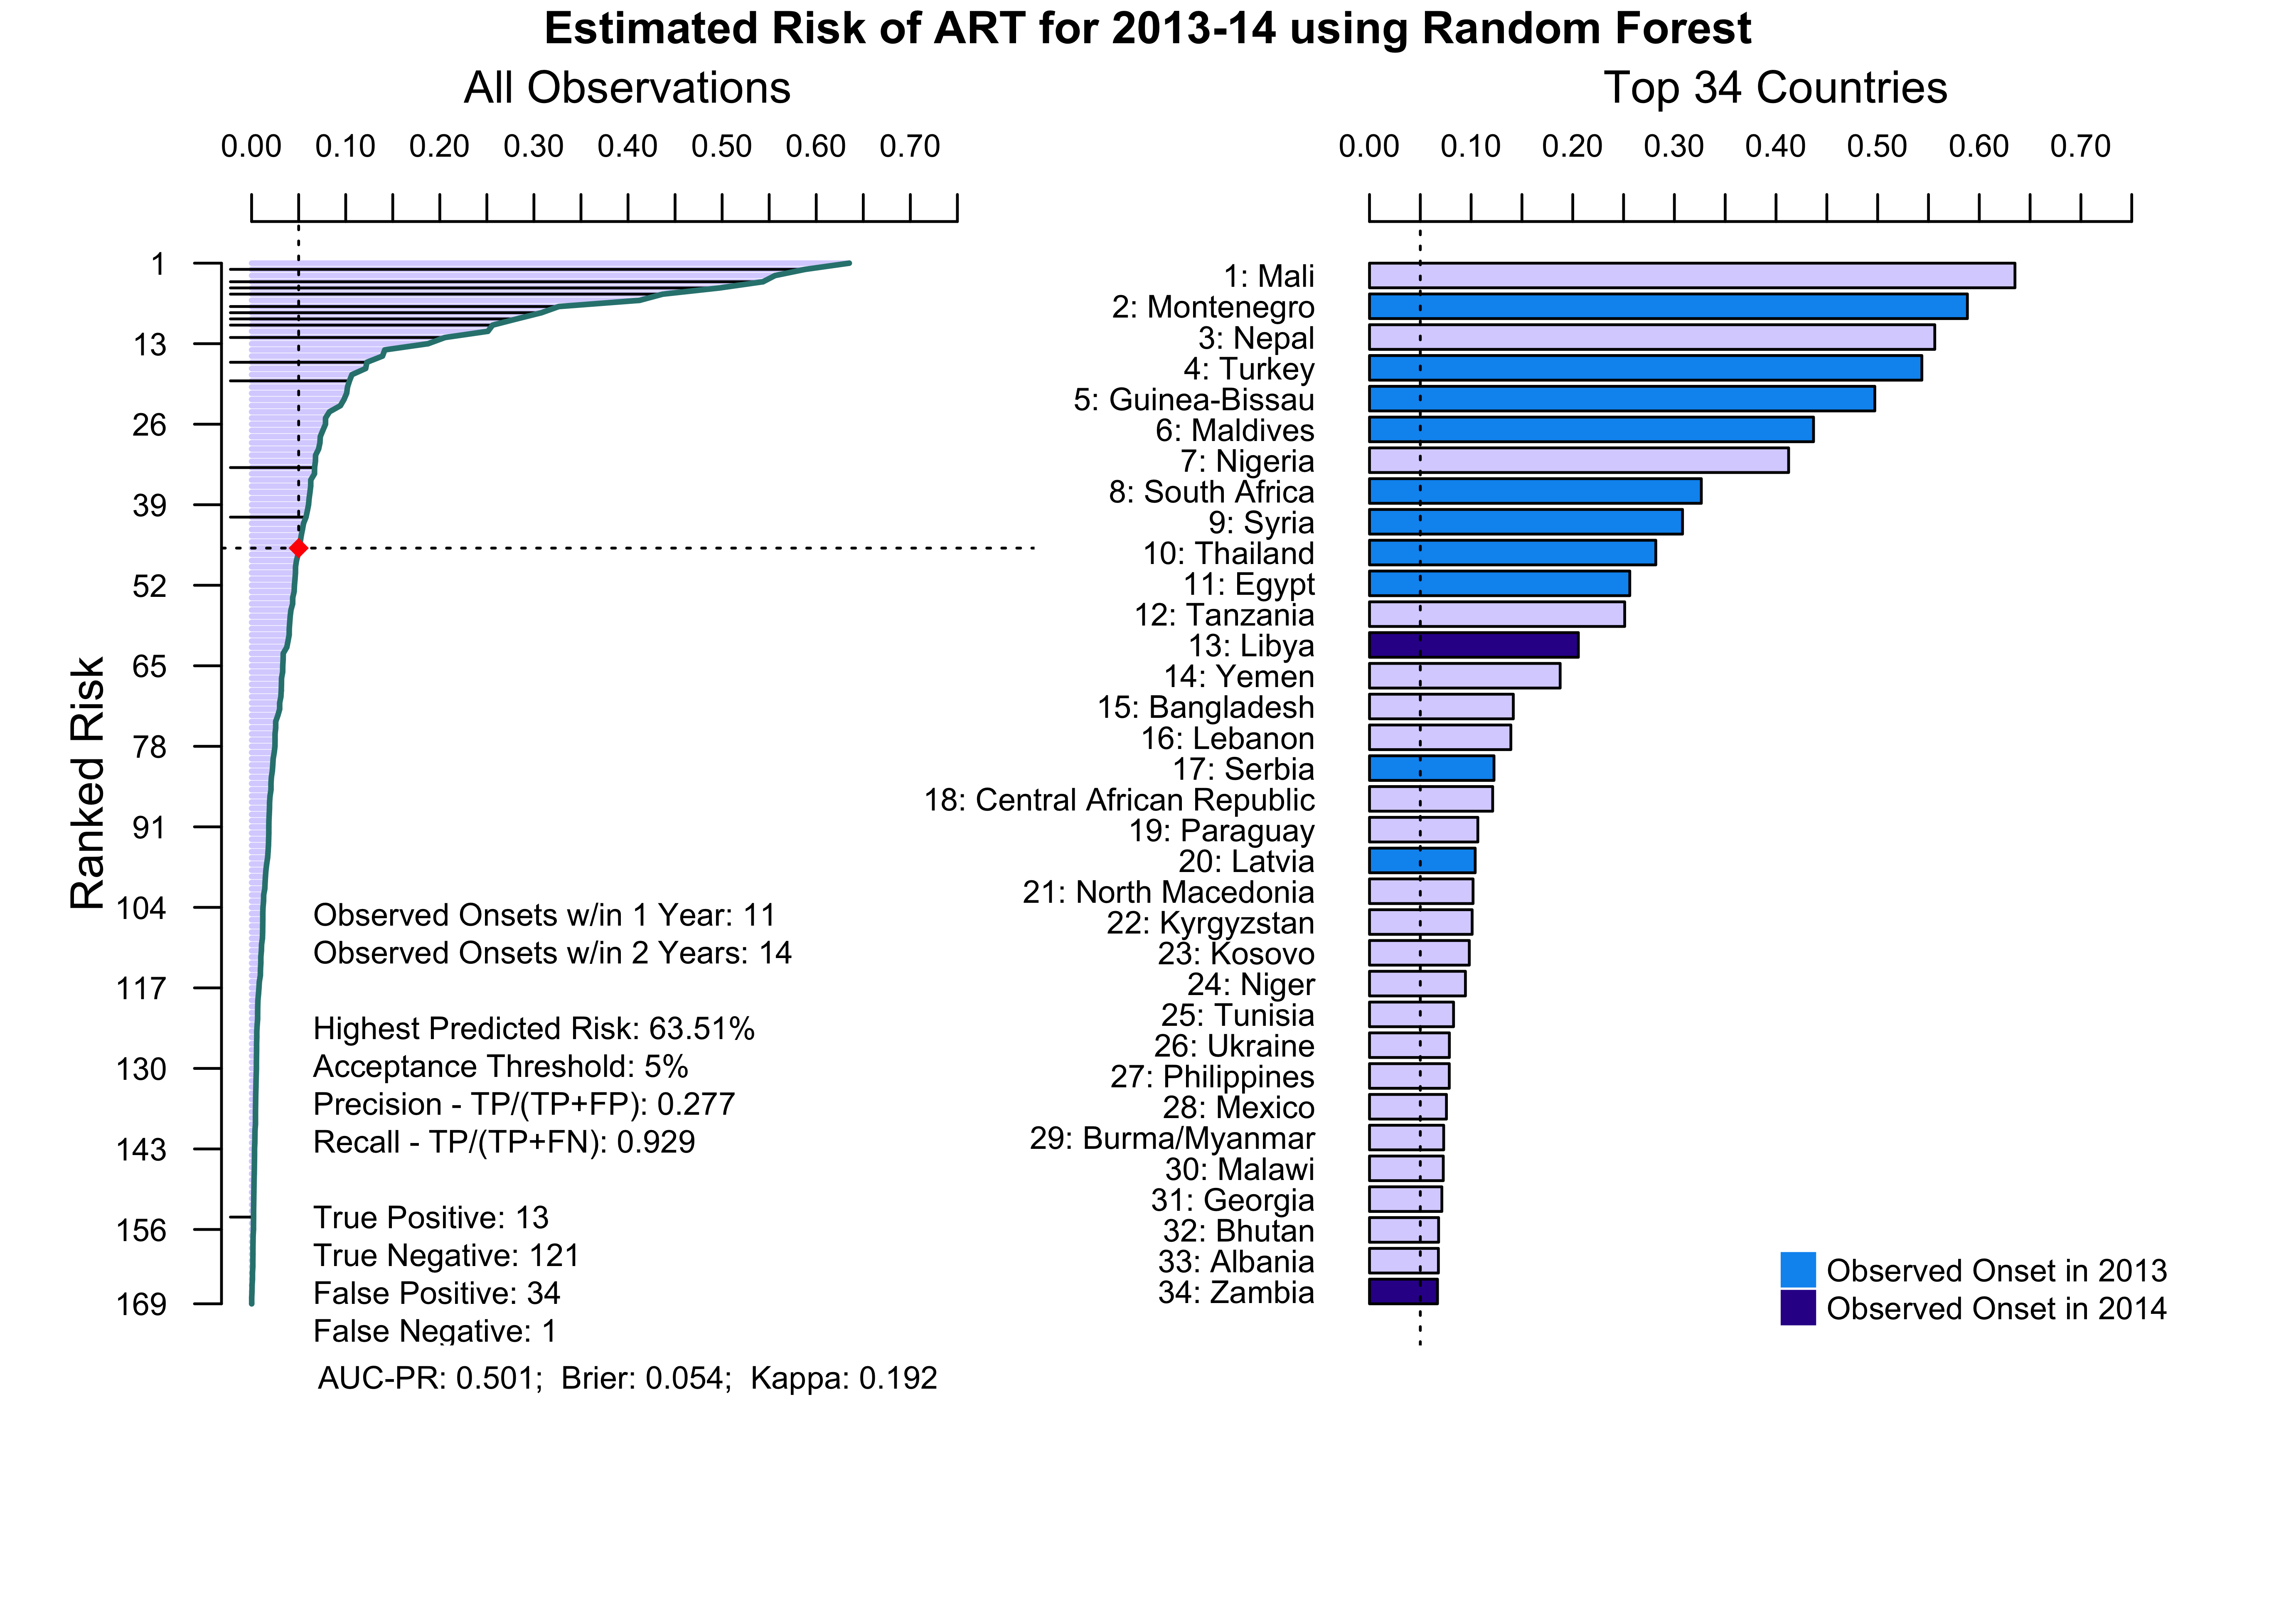 Estimated Risk of ART for 2013-14 using Random Forest
All Observations
0.00 0.10 0.20 0.30 0.40 0.50 0.60 0.70
Ranked Risk
1
13
26
39
52
65
78
91
104
117
130
143
156
169
Observed Onsets w/in 1 Year: 11
Observed Onsets w/in 2 Years: 14
Highest Predicted Risk: 63.51%
Acceptance Threshold: 5%
Precision - TP/(TP+FP): 0.277
Recall - TP/(TP+FN): 0.929
True Positive: 13
True Negative: 121
False Positive: 34
False Negative: 1
AUC-PR: 0.501; Brier: 0.054; Kappa: 0.192
Top 34 Countries
0.00 0.10 0.20 0.30 0.40 0.50 0.60 0.70
1: Mali
2: Montenegro
3: Nepal
4: Turkey
5: Guinea-Bissau
6: Maldives
7: Nigeria
8: South Africa
9: Syria
10: Thailand
11: Egypt
12: Tanzania
13: Libya
14: Yemen
15: Bangladesh
16: Lebanon
17: Serbia
18: Central African Republic
19: Paraguay
20: Latvia
21: North Macedonia
22: Kyrgyzstan
23: Kosovo
24: Niger
25: Tunisia
26: Ukraine
27: Philippines
28: Mexico
29: Burma/Myanmar
30: Malawi
31: Georgia
32: Bhutan
33: Albania
34: Zambia
Observed Onset in 2013
Observed Onset in 2014